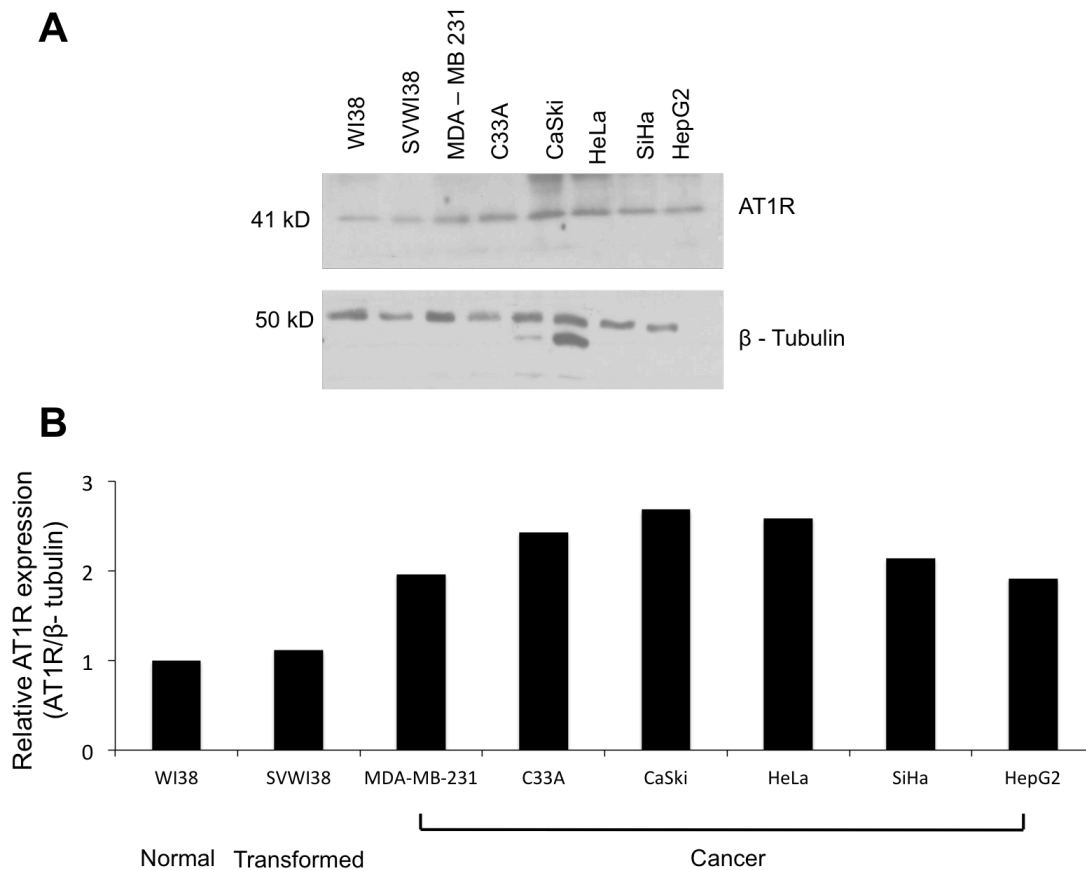 A
WI38
SVWI38
MDA – MB 231
C33A
CaSki
HeLa
SiHa
HepG2
41 kD
AT1R
50 kD
β - Tubulin
B
Relative AT1R expression
(AT1R/β- tubulin)
3
2
1
0
WI38 SVWI38 MDA-MB-231 C33A CaSki HeLa SiHa HepG2
Normal Transformed Cancer